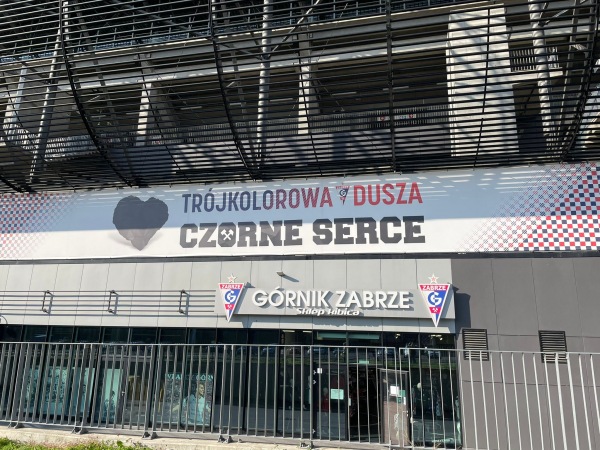 TRÓJKOLOROWA DUSZA
CZORNE SERCE
ZABRZE
G
GÓRNIK ZABRZE
Sklep Kibica
ZABRZE
G